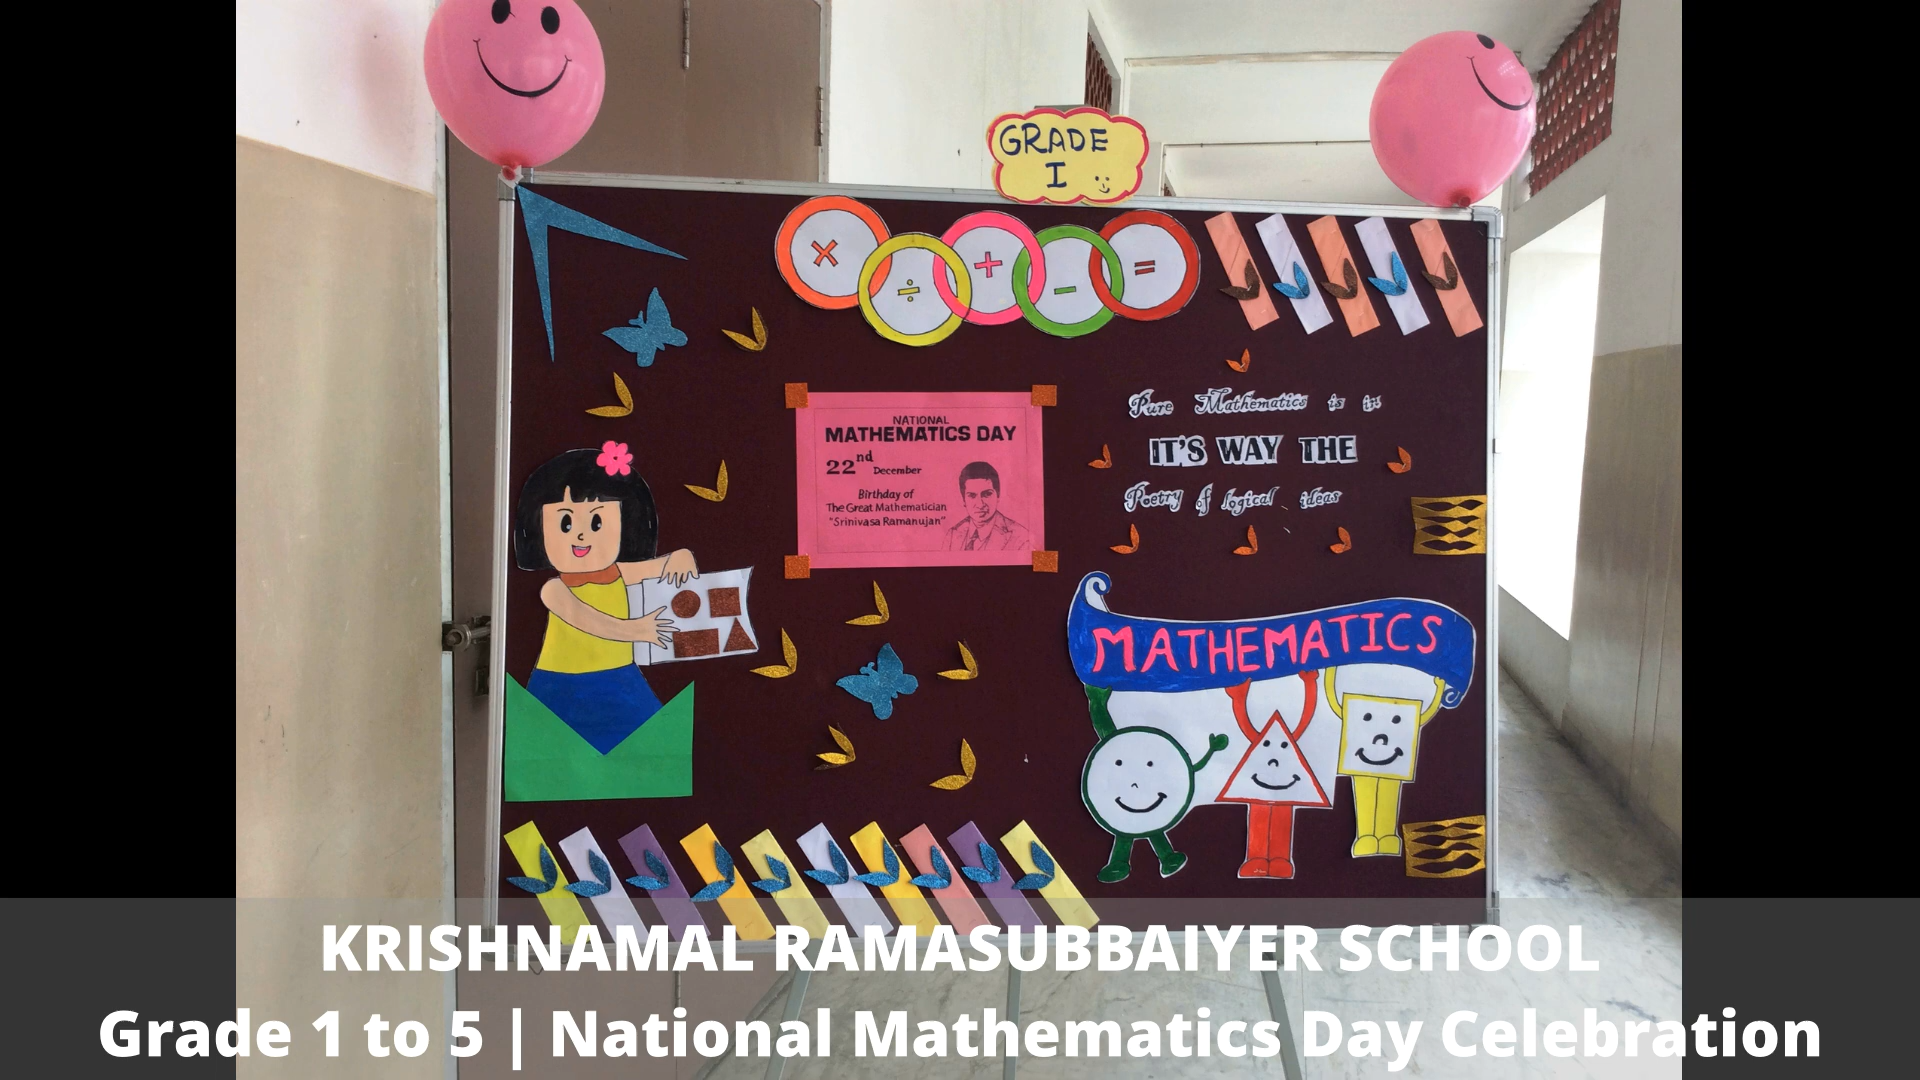 GRADE
I
× ÷ + - =
NATIONAL
MATHEMATICS DAY
22nd December
Birthday of
The Great Mathematician
"Srinivasa Ramanujan"
Pure Mathematics is in
IT'S WAY THE
Poetry of logical ideas
MATHEMATICS
KRISHNAMAL RAMASUBBAIYER SCHOOL
Grade 1 to 5 | National Mathematics Day Celebration